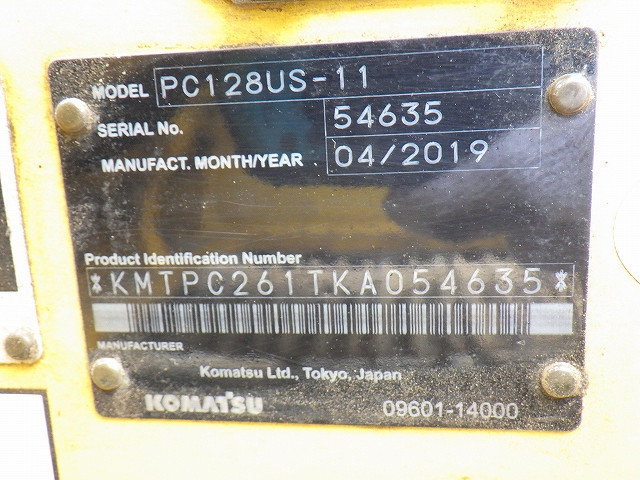 MODEL PC128US-11
SERIAL No. 54635
MANUFACT. MONTH/YEAR 04/2019
Product Identification Number
*KMTPC261TKA054635*
MANUFACTURER
Komatsu Ltd., Tokyo, Japan
KOMATSU 09601-14000